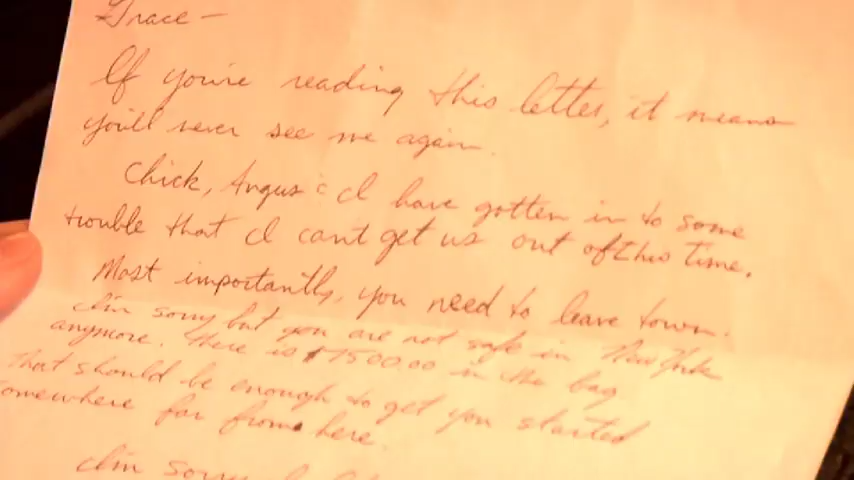 Grace-
If you're reading this letter, it means
you'll never see me again.
Chick, Angus & I have gotten in to some
trouble that I can't get us out of this time.
Most importantly, you need to leave town.
I'm sorry but you are not safe in New York
anymore. There is $7500.00 in the bag
that should be enough to get you started
somewhere far from here.
I'm sorry